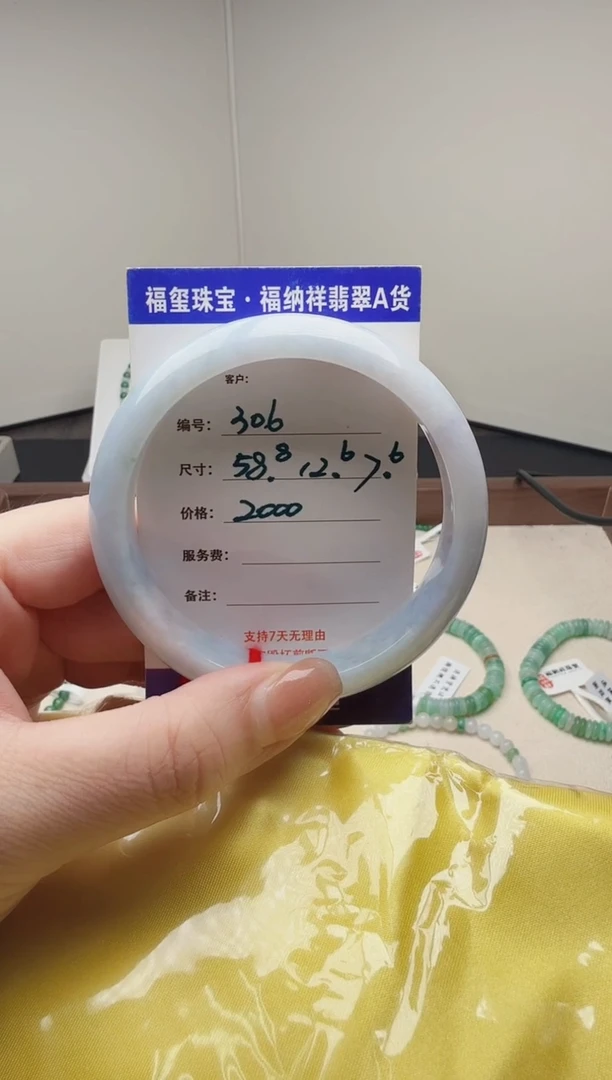 福玺珠宝·福纳祥翡翠A货
客户:
编号: 306
尺寸: 58.8 12.6 7.6
价格: 2000
服务费:
备注:
支持7天无理由